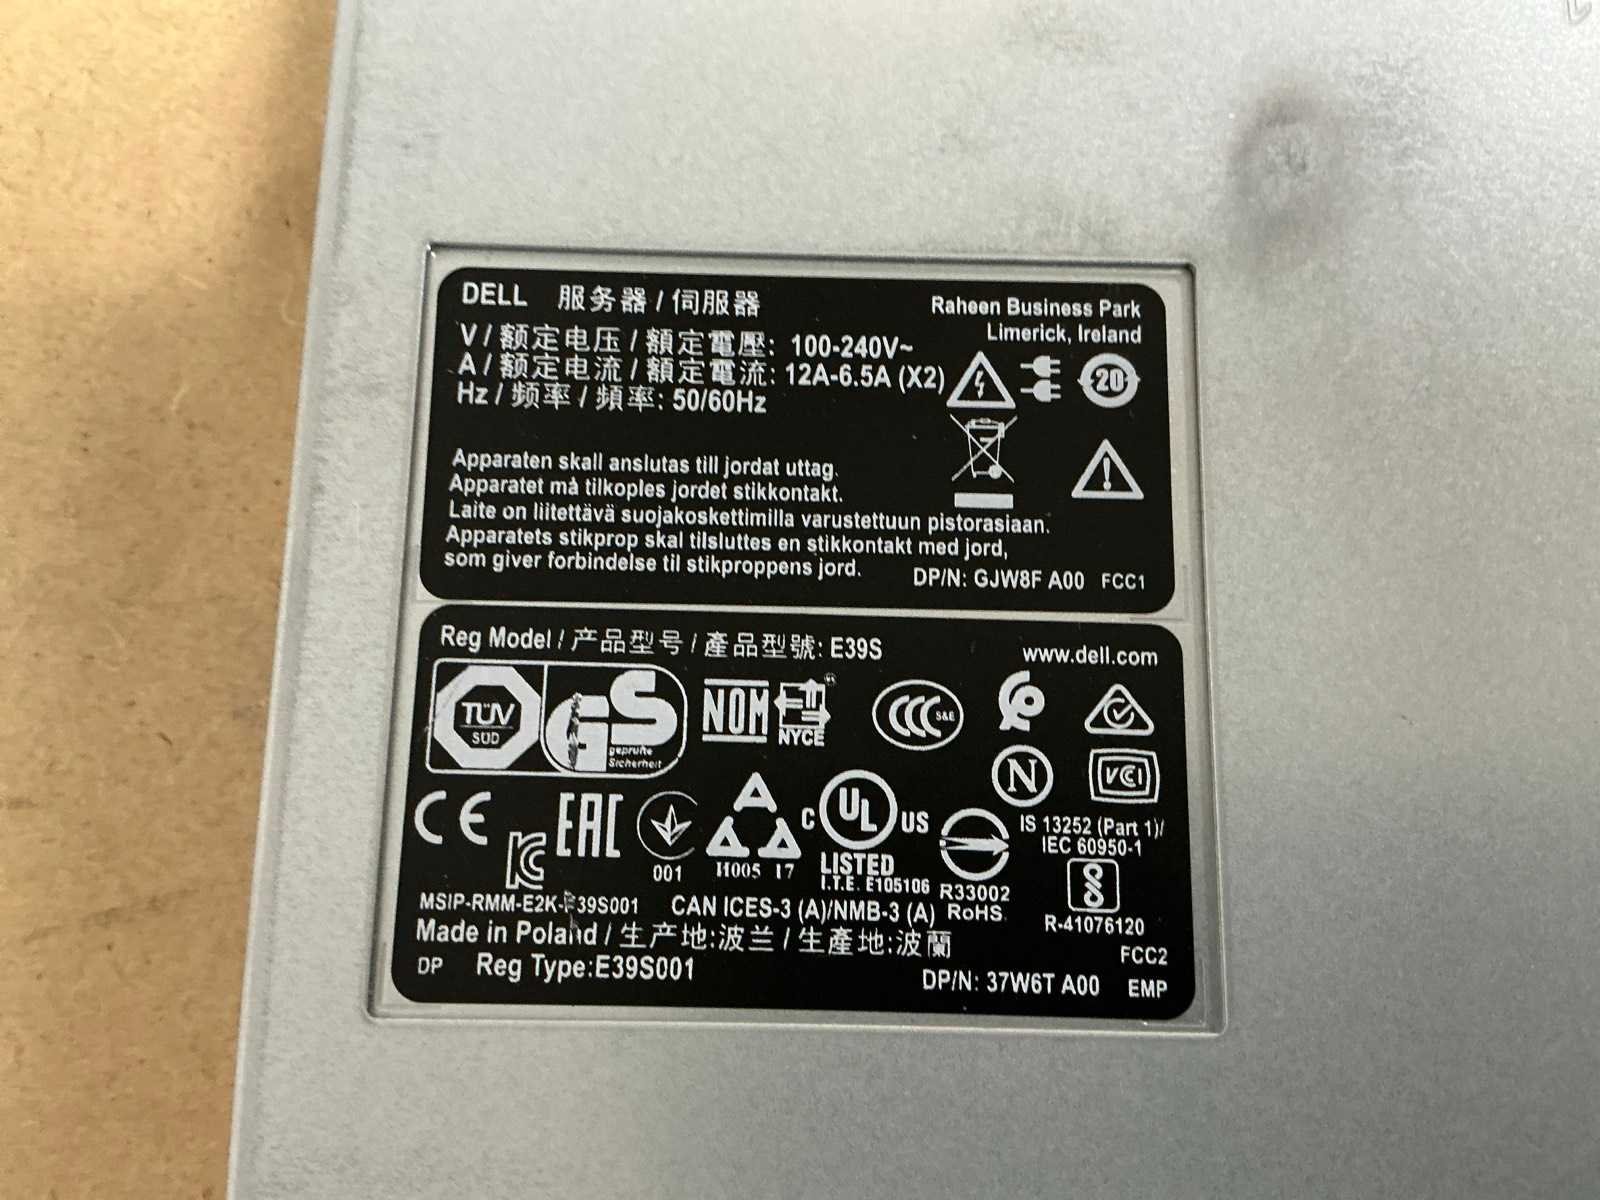 DELL 服务器 / 伺服器
Raheen Business Park
Limerick, Ireland
V / 额定电压 / 額定電壓: 100-240V~
A / 额定电流 / 額定電流: 12A-6.5A (X2)
Hz / 频率 / 頻率: 50/60Hz
20
Apparaten skall anslutas till jordat uttag.
Apparatet må tilkoples jordet stikkontakt.
Laite on liitettävä suojakoskettimilla varustettuun pistorasiaan.
Apparatets stikprop skal tilsluttes en stikkontakt med jord,
som giver forbindelse til stikproppens jord.
DP/N: GJW8F A00 FCC1
Reg Model / 产品型号 / 產品型號: E39S
www.dell.com
TÜV
SÜD
GS
geprüfte
Sicherheit
NOM
NYCE
CCC S&E
N
VCI
CE
KC
EAC
001
H005 17
C UL US
LISTED
I.T.E. E105106
R33002
RoHS
IS 13252 (Part 1)/
IEC 60950-1
R-41076120
MSIP-RMM-E2K-E39S001
CAN ICES-3 (A)/NMB-3 (A)
Made in Poland / 生产地:波兰 / 生產地:波蘭
FCC2
DP Reg Type:E39S001
DP/N: 37W6T A00 EMP